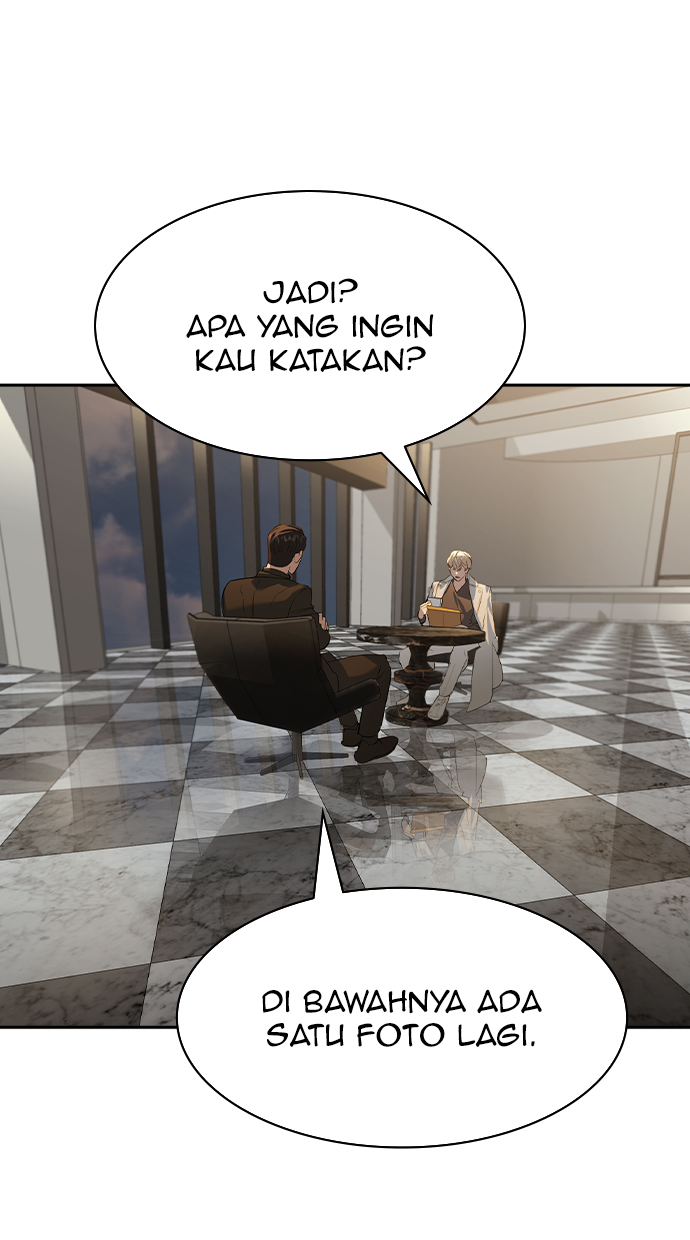 JADI?
APA YANG INGIN
KAU KATAKAN?
DI BAWAHNYA ADA
SATU FOTO LAGI.